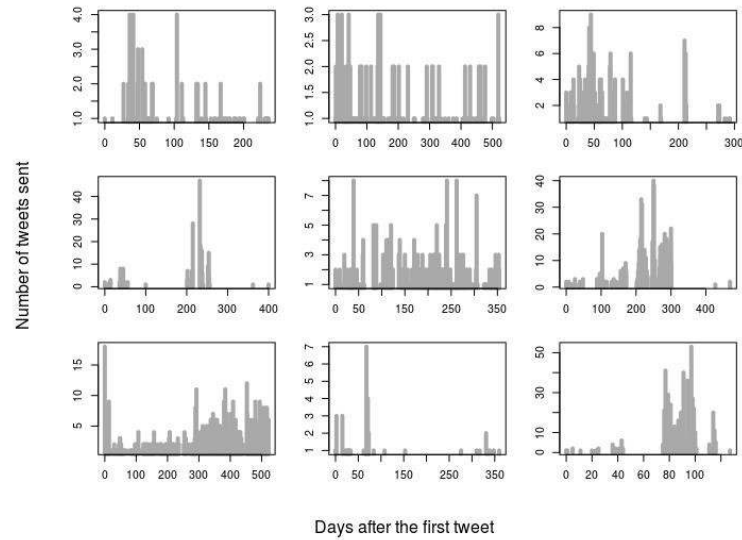 Number of tweets sent
1.0 2.0 3.0 4.0
0 50 100 150 200
1.0 1.5 2.0 2.5 3.0
0 100 200 300 400 500
2 4 6 8
0 50 100 200 300
0 10 20 30 40
0 100 200 300 400
1 3 5 7
0 50 150 250 350
0 10 20 30 40
0 100 200 300 400
5 10 15
0 100 200 300 400 500
1 2 3 4 5 6 7
0 50 150 250 350
0 10 30 50
0 20 40 60 80 100
Days after the first tweet